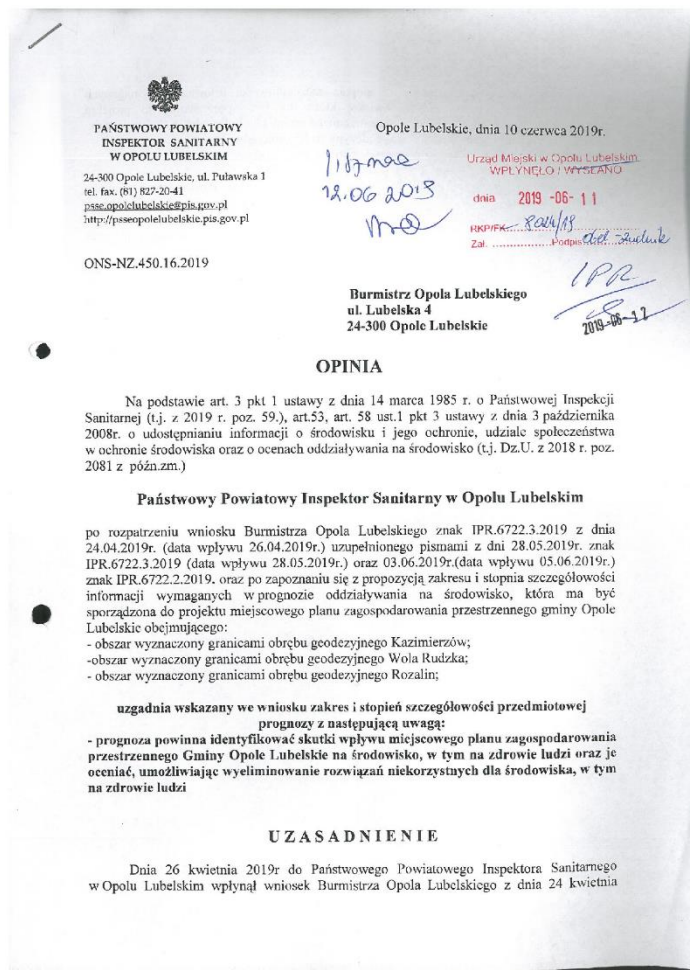 PAŃSTWOWY POWIATOWY
INSPEKTOR SANITARNY
W OPOLU LUBELSKIM
24-300 Opole Lubelskie, ul. Puławska 1
tel. fax. (81) 827-20-41
psse.opolelubelskie@pis.gov.pl
http://psseopolelubelskie.pis.gov.pl
ONS-NZ.450.16.2019
Opole Lubelskie, dnia 10 czerwca 2019r.
12.06 2019
Urząd Miejski w Opolu Lubelskim
WPŁYNĘŁO / WYSŁANO
dnia 2019 -06- 11
RKP/FK 8024/19
Zał. Podpis
IPR
2019 -06- 12
Burmistrz Opola Lubelskiego
ul. Lubelska 4
24-300 Opole Lubelskie
OPINIA
Na podstawie art. 3 pkt 1 ustawy z dnia 14 marca 1985 r. o Państwowej Inspekcji
Sanitarnej (t.j. z 2019 r. poz. 59.), art.53, art. 58 ust.1 pkt 3 ustawy z dnia 3 października
2008r. o udostępnianiu informacji o środowisku i jego ochronie, udziale społeczeństwa
w ochronie środowiska oraz o ocenach oddziaływania na środowisko (t.j. Dz.U. z 2018 r. poz.
2081 z późn.zm.)
Państwowy Powiatowy Inspektor Sanitarny w Opolu Lubelskim
po rozpatrzeniu wniosku Burmistrza Opola Lubelskiego znak IPR.6722.3.2019 z dnia
24.04.2019r. (data wpływu 26.04.2019r.) uzupełnionego pismami z dni 28.05.2019r. znak
IPR.6722.3.2019 (data wpływu 28.05.2019r.) oraz 03.06.2019r.(data wpływu 05.06.2019r.)
znak IPR.6722.2.2019. oraz po zapoznaniu się z propozycją zakresu i stopnia szczegółowości
informacji wymaganych w prognozie oddziaływania na środowisko, która ma być
sporządzona do projektu miejscowego planu zagospodarowania przestrzennego gminy Opole
Lubelskie obejmującego:
- obszar wyznaczony granicami obrębu geodezyjnego Kazimierzów;
-obszar wyznaczony granicami obrębu geodezyjnego Wola Rudzka;
- obszar wyznaczony granicami obrębu geodezyjnego Rozalin;
uzgadnia wskazany we wniosku zakres i stopień szczegółowości przedmiotowej
prognozy z następującą uwagą:
- prognoza powinna identyfikować skutki wpływu miejscowego planu zagospodarowania
przestrzennego Gminy Opole Lubelskie na środowisko, w tym na zdrowie ludzi oraz je
oceniać, umożliwiając wyeliminowanie rozwiązań niekorzystnych dla środowiska, w tym
na zdrowie ludzi
UZASADNIENIE
Dnia 26 kwietnia 2019r do Państwowego Powiatowego Inspektora Sanitarnego
w Opolu Lubelskim wpłynął wniosek Burmistrza Opola Lubelskiego z dnia 24 kwietnia